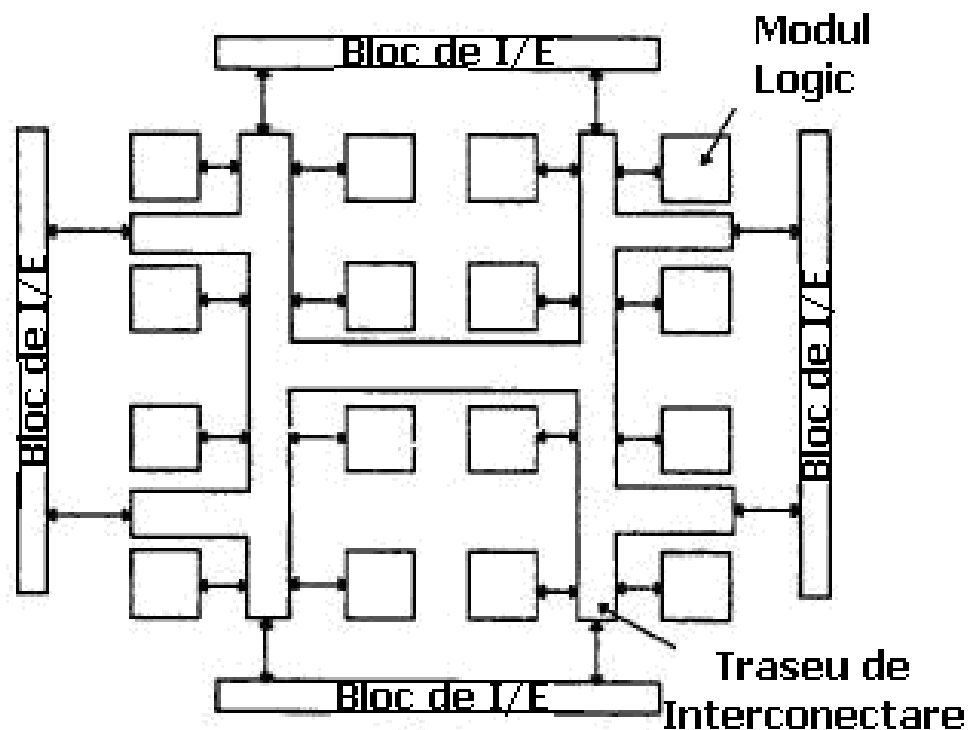 Bloc de I/E
Modul
Logic
Bloc de I/E
Bloc de I/E
Traseu de
Interconectare
Bloc de I/E